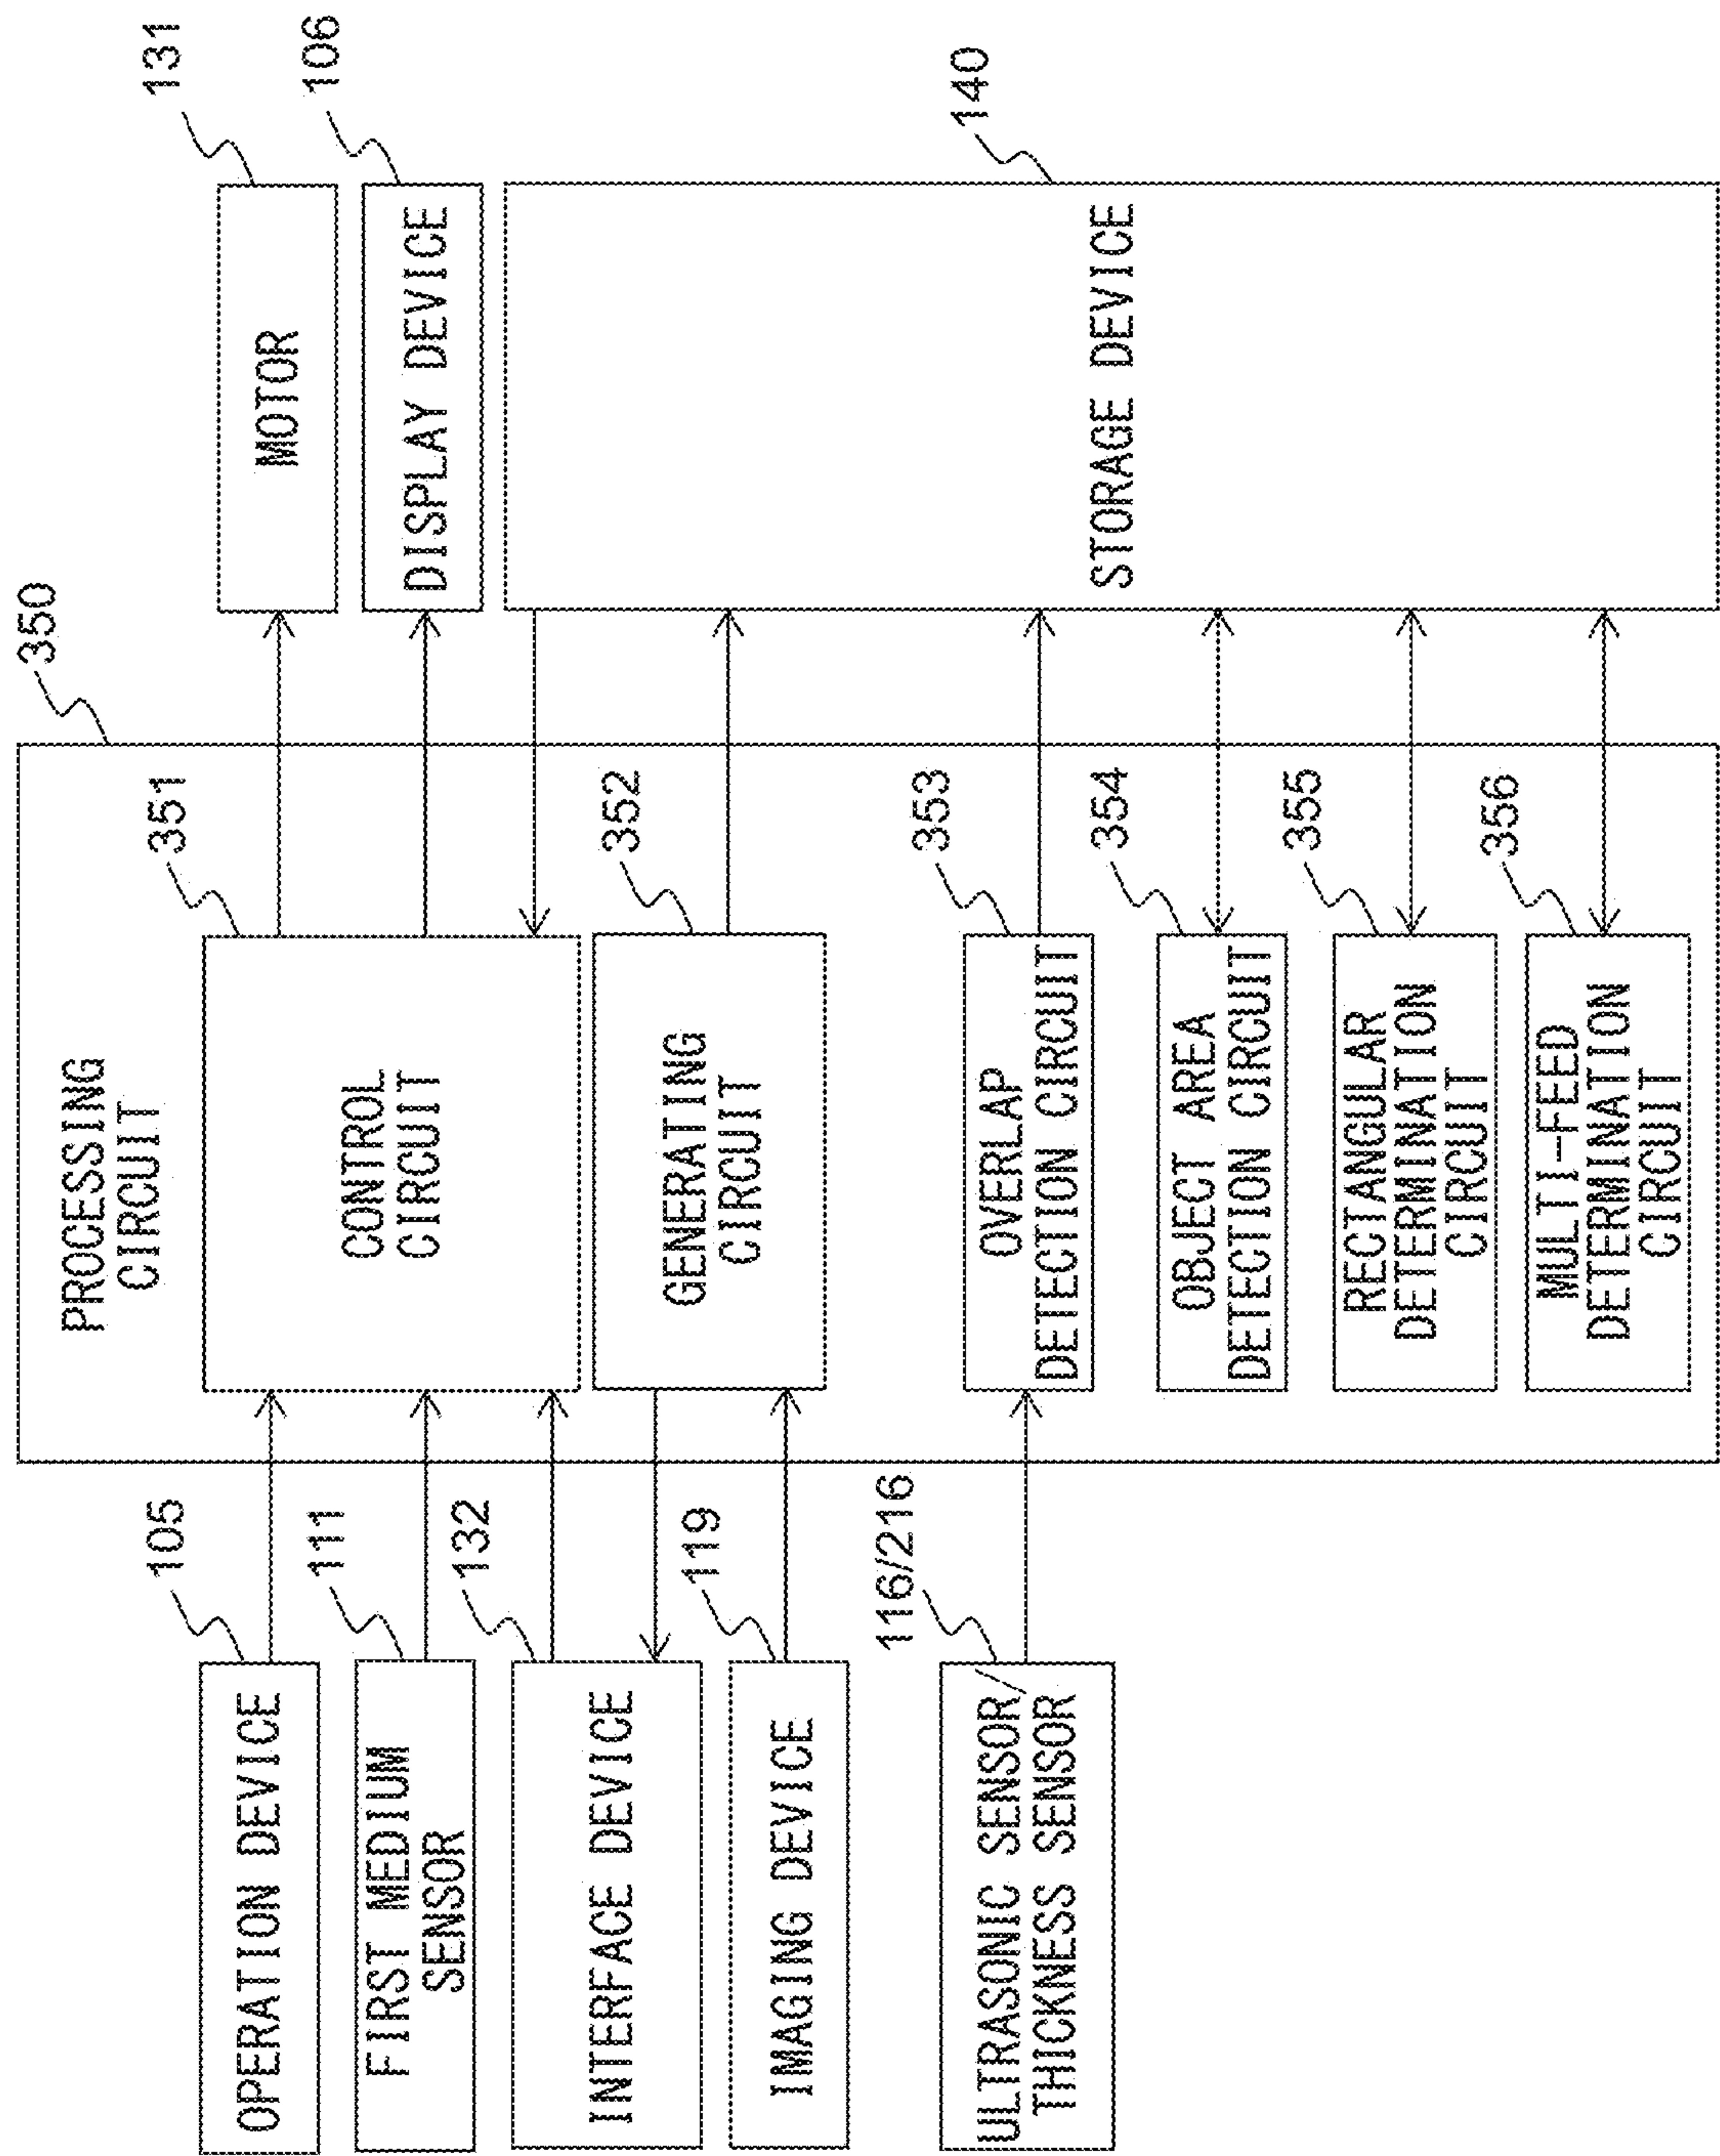 350
PROCESSING
CIRCUIT
105
OPERATION DEVICE
111
FIRST MEDIUM
SENSOR
132
INTERFACE DEVICE
119
IMAGING DEVICE
116/216
ULTRASONIC SENSOR/
THICKNESS SENSOR
351
CONTROL
CIRCUIT
352
GENERATING
CIRCUIT
353
OVERLAP
DETECTION CIRCUIT
354
OBJECT AREA
DETECTION CIRCUIT
355
RECTANGULAR
DETERMINATION
CIRCUIT
356
MULTI-FEED
DETERMINATION
CIRCUIT
131
MOTOR
106
DISPLAY DEVICE
140
STORAGE DEVICE